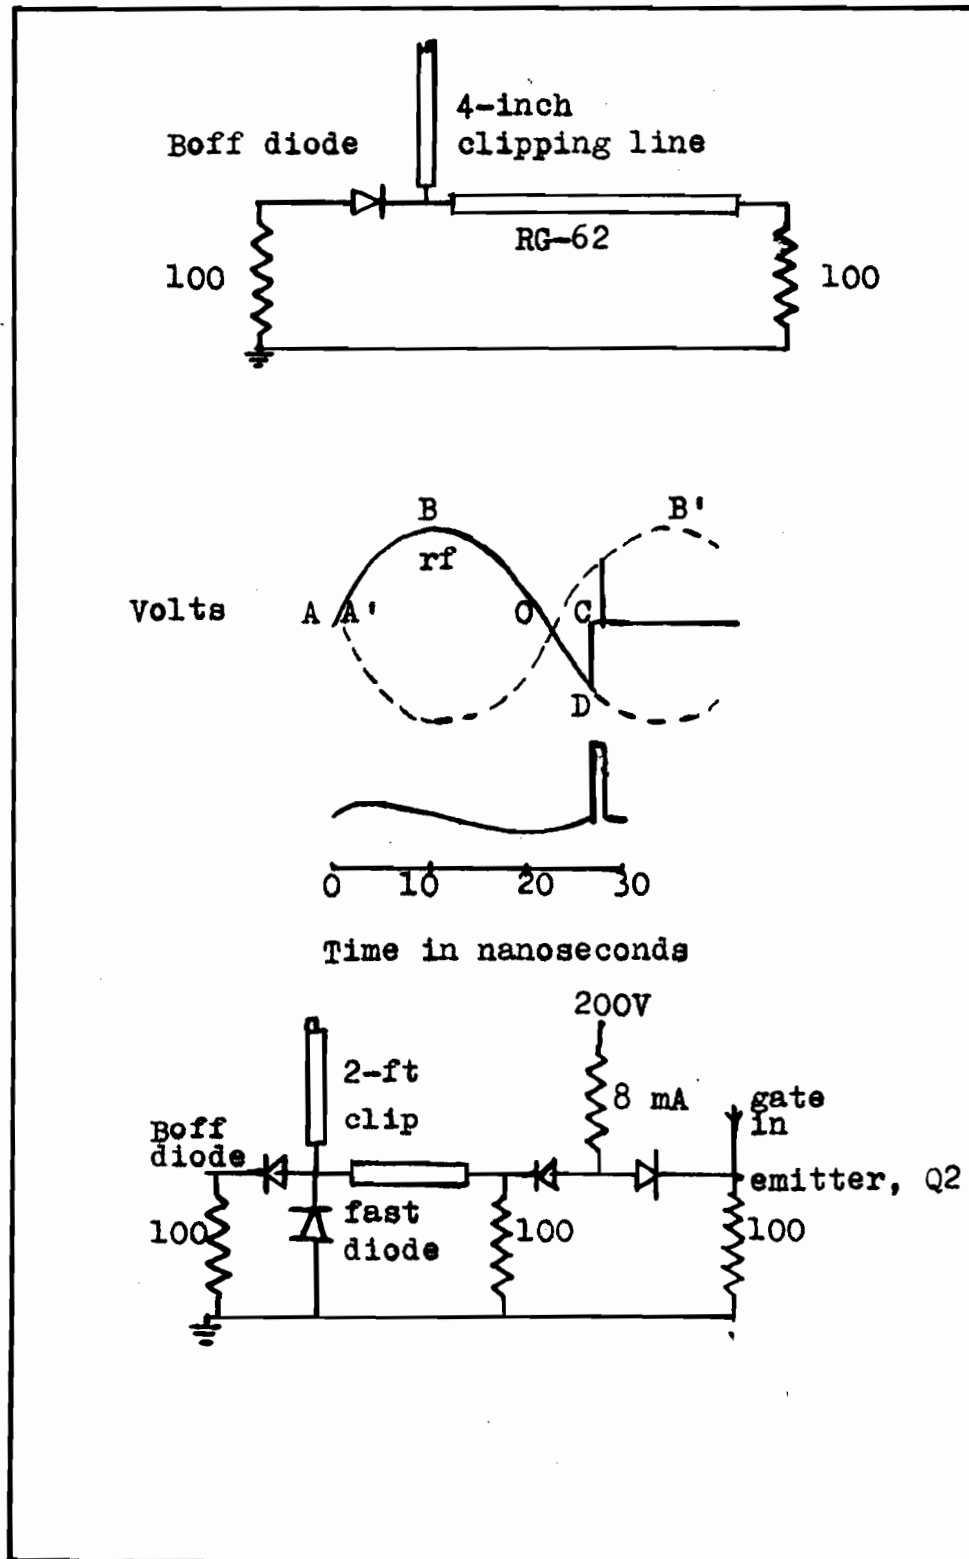 4-inch
Boff diode
clipping line
RG-62
100
100
B
B'
rf
Volts
A
A'
O
C
D
0
10
20
30
Time in nanoseconds
200V
2-ft
clip
8 mA
gate
in
Boff
diode
emitter, Q2
100
fast
diode
100
100